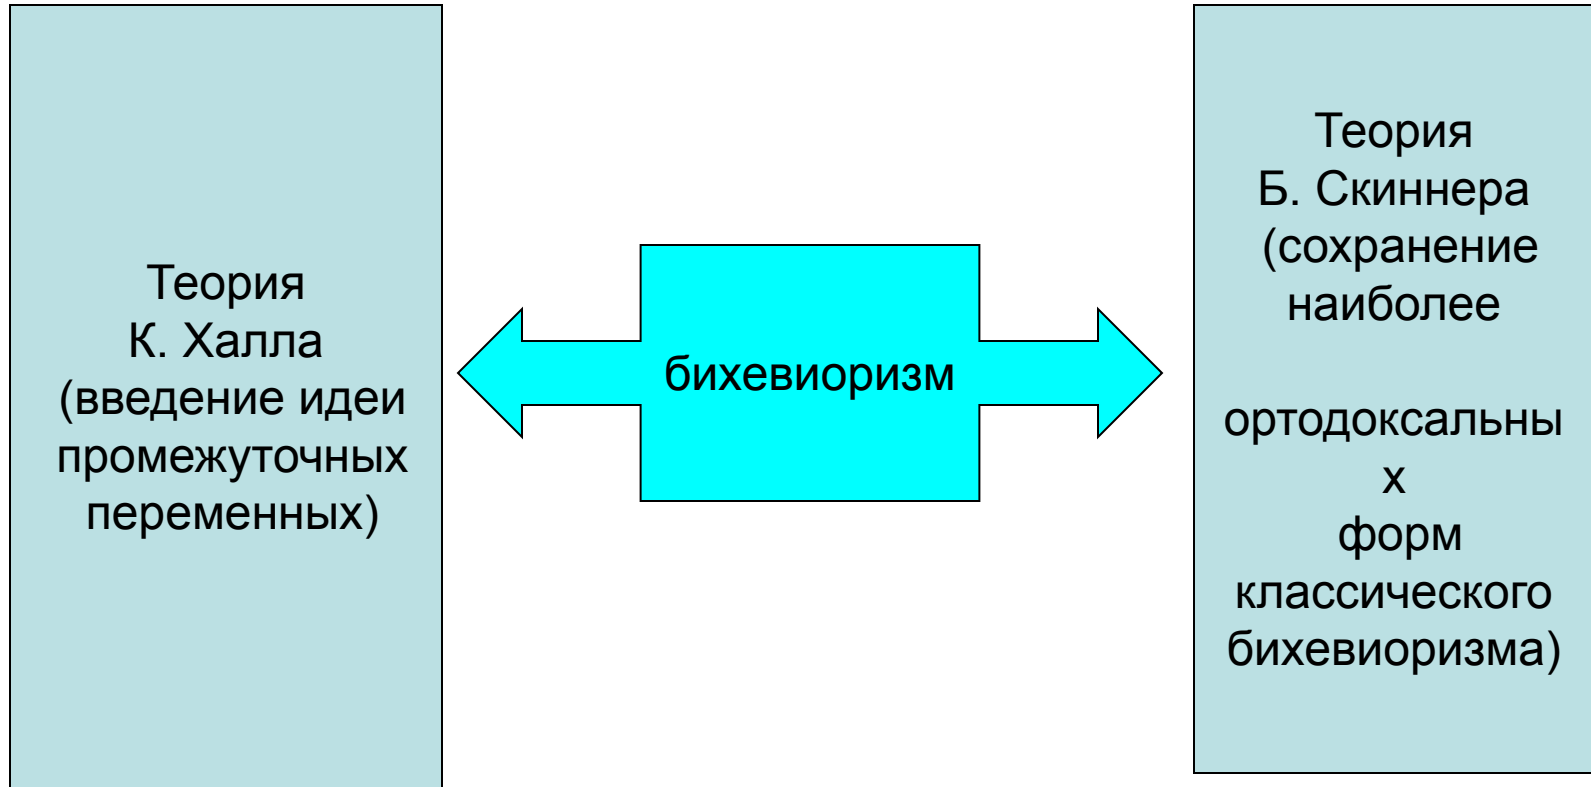 Теория
К. Халла
(введение идеи
промежуточных
переменных)
бихевиоризм
Теория
Б. Скиннера
(сохранение
наиболее
ортодоксальны
х
форм
классического
бихевиоризма)